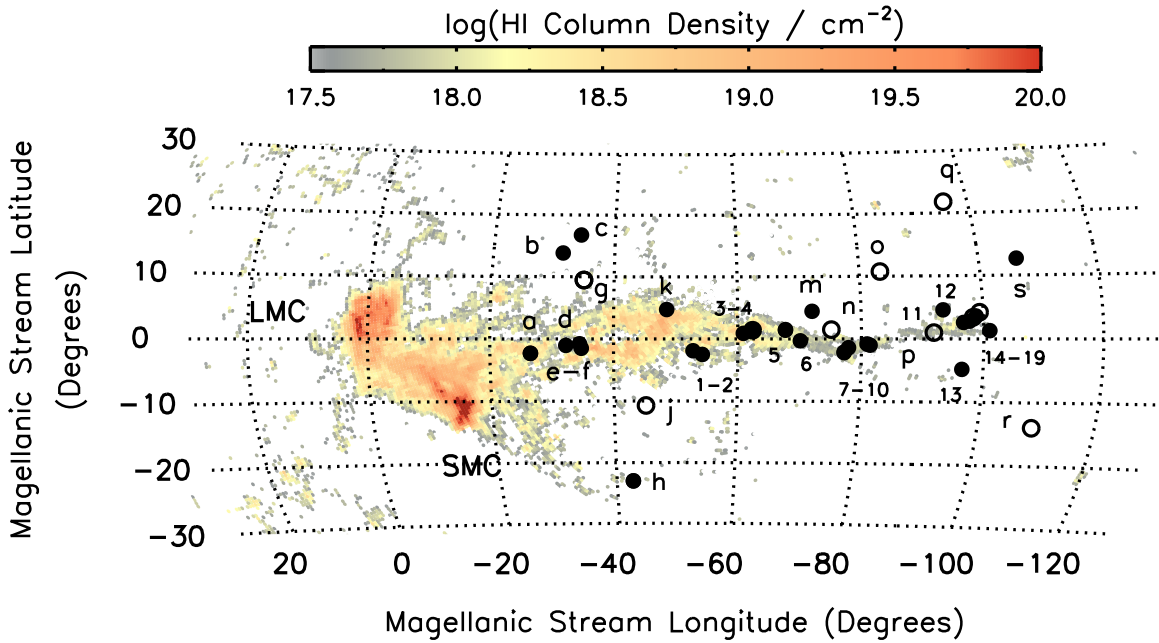 log(HI Column Density / cm−2)
17.5 18.0 18.5 19.0 19.5 20.0
Magellanic Stream Latitude
(Degrees)
30
20
10
0
−10
−20
−30
q
b
c
o
g
k
m
s
LMC
3−4
n
11
12
a
d
5
6
p
14−19
e−f
1−2
7−10
13
j
r
SMC
h
20 0 −20 −40 −60 −80 −100 −120
Magellanic Stream Longitude (Degrees)